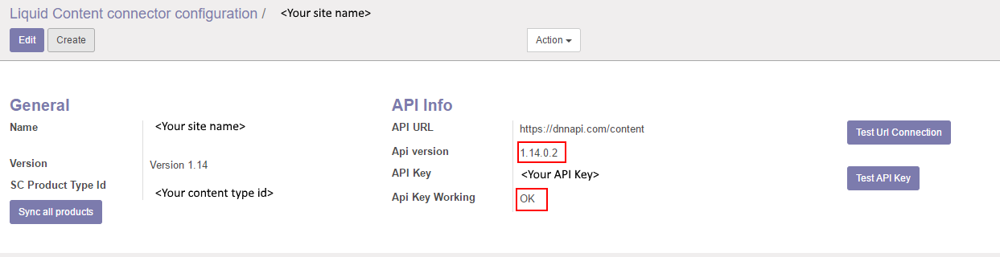 Liquid Content connector configuration / <Your site name>
Edit Create Action
General
Name <Your site name>
Version Version 1.14
SC Product Type Id <Your content type id>
Sync all products
API Info
API URL https://dnnapi.com/content Test Url Connection
Api version 1.14.0.2
API Key <Your API Key> Test API Key
Api Key Working OK